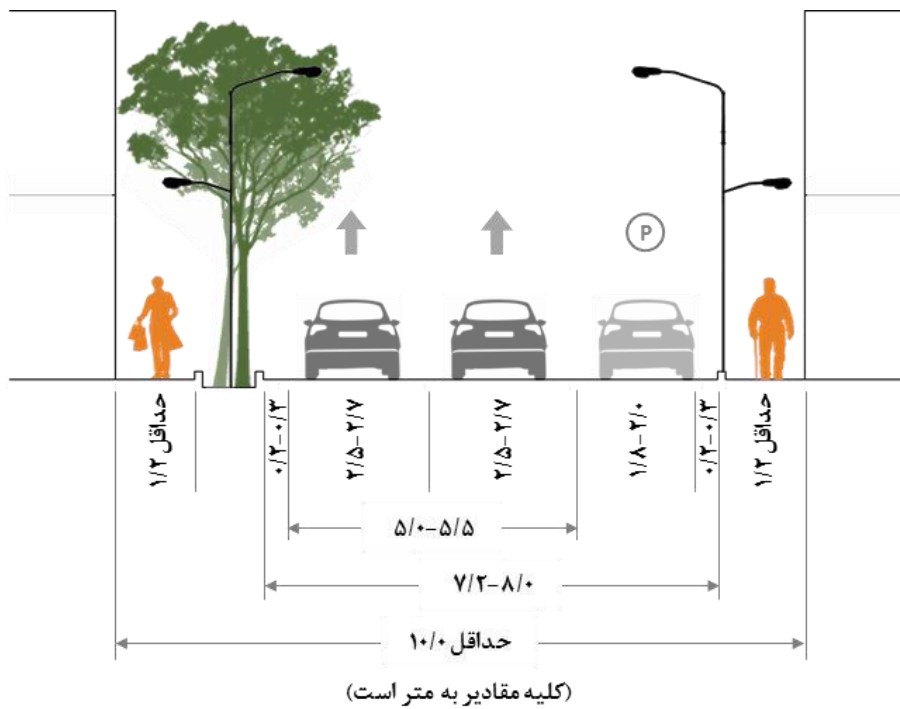 P
حداقل ۱/۲
۰/۲-۰/۳
۲/۵-۲/۷
۲/۵-۲/۷
۱/۸-۲/۰
۰/۲-۰/۳
حداقل ۱/۲
۵/۰-۵/۵
۷/۲-۸/۰
حداقل ۱۰/۰
(کلیه مقادیر به متر است)